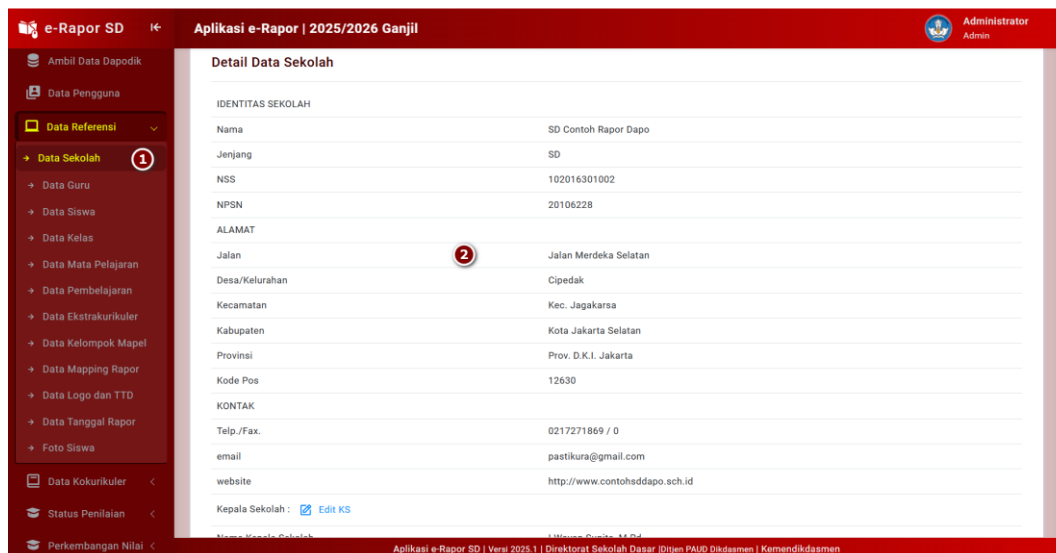 e-Rapor SD
Aplikasi e-Rapor | 2025/2026 Ganjil
Administrator
Admin
Ambil Data Dapodik
Data Pengguna
Data Referensi
Data Sekolah 1
Data Guru
Data Siswa
Data Kelas
Data Mata Pelajaran
Data Pembelajaran
Data Ekstrakurikuler
Data Kelompok Mapel
Data Mapping Rapor
Data Logo dan TTD
Data Tanggal Rapor
Foto Siswa
Data Kokurikuler
Status Penilaian
Perkembangan Nilai
Detail Data Sekolah
IDENTITAS SEKOLAH
Nama SD Contoh Rapor Dapo
Jenjang SD
NSS 102016301002
NPSN 20106228
ALAMAT
Jalan 2 Jalan Merdeka Selatan
Desa/Kelurahan Cipedak
Kecamatan Kec. Jagakarsa
Kabupaten Kota Jakarta Selatan
Provinsi Prov. D.K.I. Jakarta
Kode Pos 12630
KONTAK
Telp./Fax. 0217271869 / 0
email pastikura@gmail.com
website http://www.contohsddapo.sch.id
Kepala Sekolah : Edit KS
Nama Kepala Sekolah I Wayan Supita, M.Pd
Aplikasi e-Rapor SD | Versi 2025.1 | Direktorat Sekolah Dasar |Ditjen PAUD Dikdasmen | Kemendikdasmen